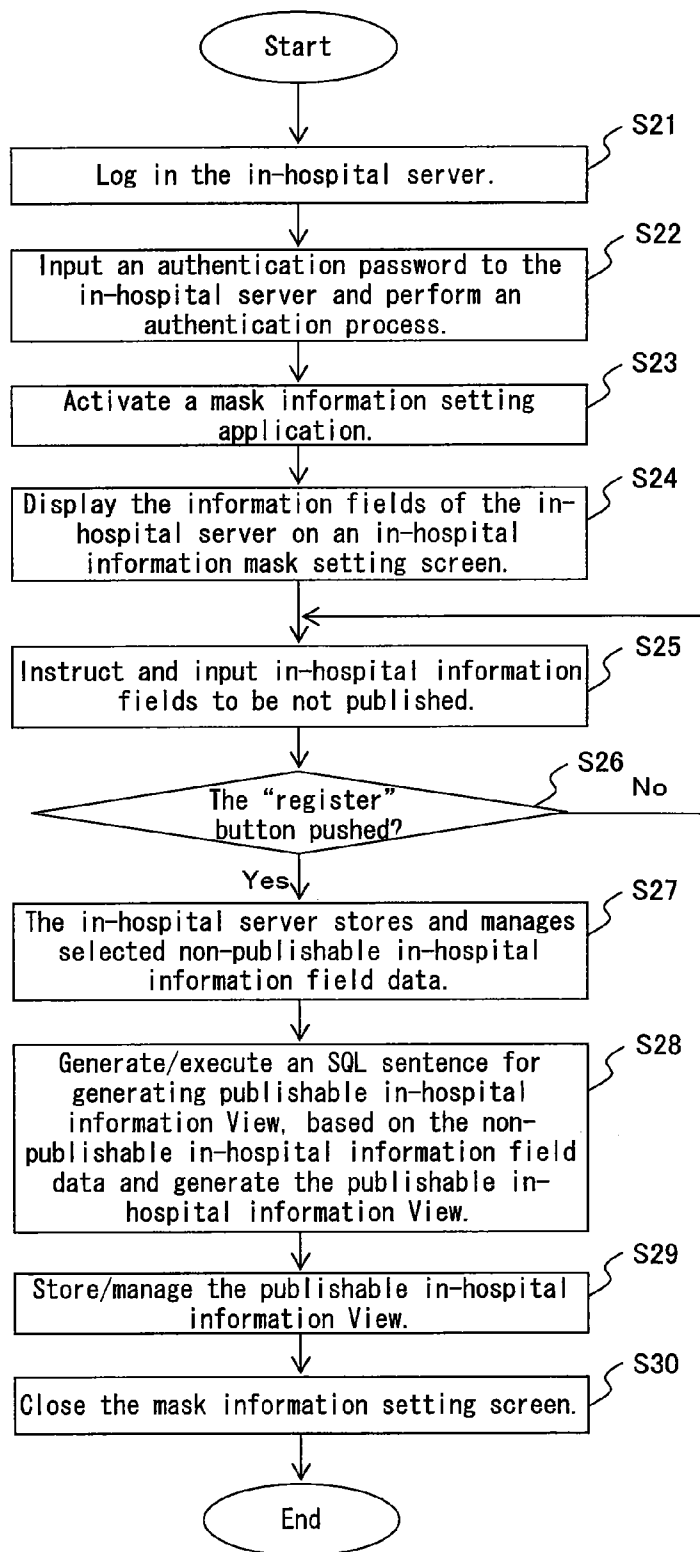 Start
S21
Log in the in-hospital server.
S22
Input an authentication password to the
in-hospital server and perform an
authentication process.
S23
Activate a mask information setting
application.
S24
Display the information fields of the in-
hospital server on an in-hospital
information mask setting screen.
S25
Instruct and input in-hospital information
fields to be not published.
S26
No
The “register”
button pushed?
Yes
S27
The in-hospital server stores and manages
selected non-publishable in-hospital
information field data.
S28
Generate/execute an SQL sentence for
generating publishable in-hospital
information View, based on the non-
publishable in-hospital information field
data and generate the publishable in-
hospital information View.
S29
Store/manage the publishable in-hospital
information View.
S30
Close the mask information setting screen.
End